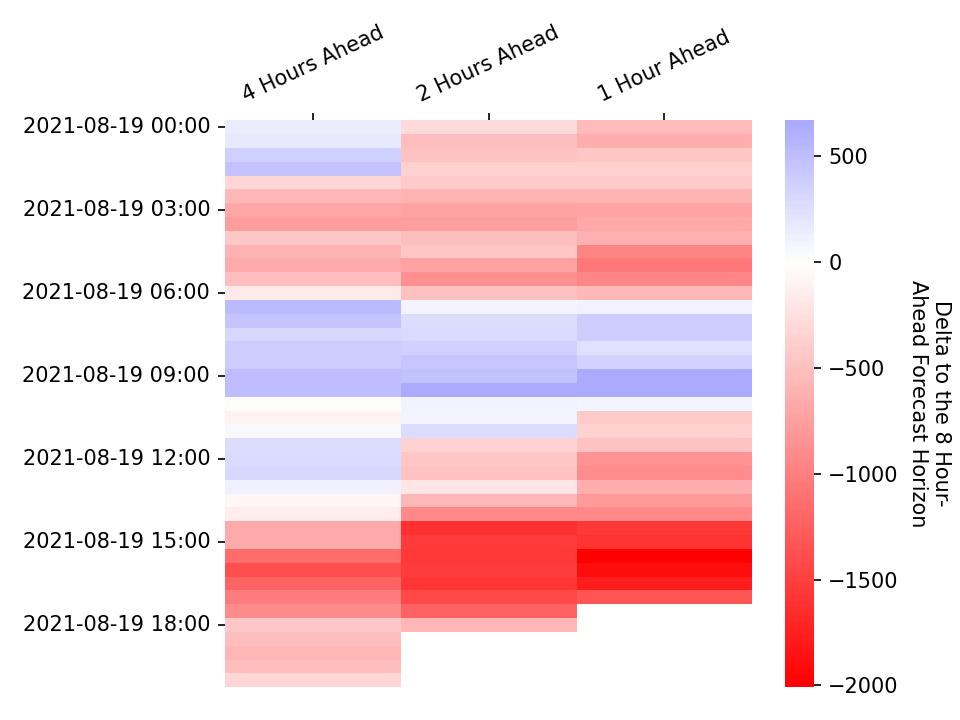 4 Hours Ahead
2 Hours Ahead
1 Hour Ahead
2021-08-19 00:00
2021-08-19 03:00
2021-08-19 06:00
2021-08-19 09:00
2021-08-19 12:00
2021-08-19 15:00
2021-08-19 18:00
500
0
−500
−1000
−1500
−2000
Delta to the 8 Hour-
Ahead Forecast Horizon